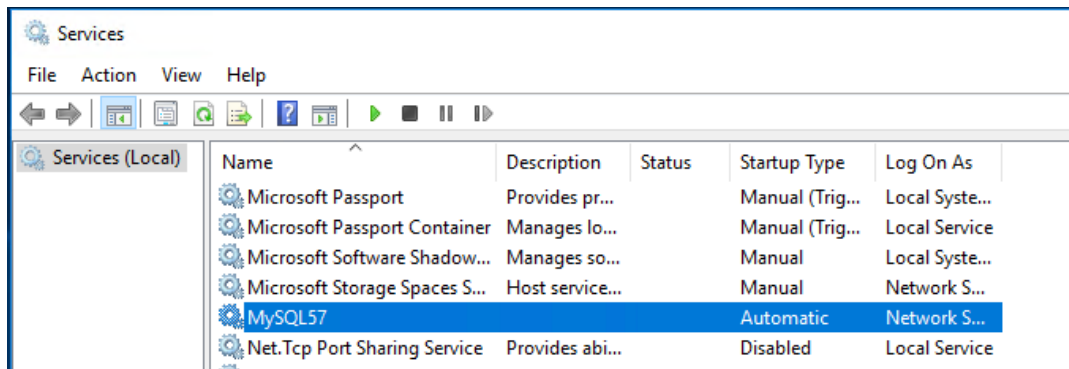 Services
File Action View Help
Services (Local)
Name Description Status Startup Type Log On As
Microsoft Passport Provides pr... Manual (Trig... Local Syste...
Microsoft Passport Container Manages lo... Manual (Trig... Local Service
Microsoft Software Shadow... Manages so... Manual Local Syste...
Microsoft Storage Spaces S... Host service... Manual Network S...
MySQL57 Automatic Network S...
Net.Tcp Port Sharing Service Provides abi... Disabled Local Service